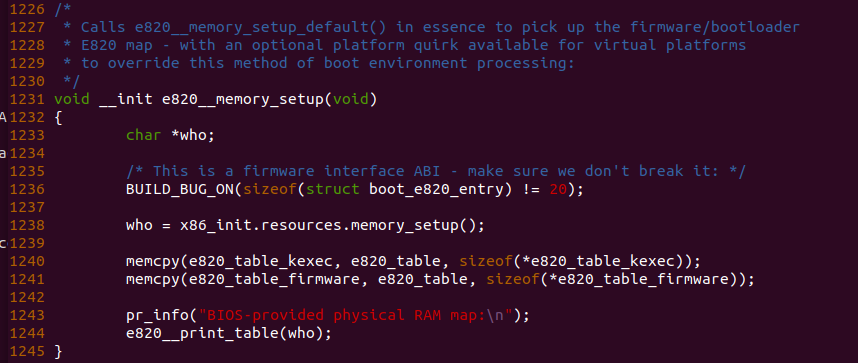 1226 /*
1227  * Calls e820__memory_setup_default() in essence to pick up the firmware/bootloader
1228  * E820 map - with an optional platform quirk available for virtual platforms
1229  * to override this method of boot environment processing:
1230  */
1231 void __init e820__memory_setup(void)
A1232 {
1233         char *who;
a1234
1235         /* This is a firmware interface ABI - make sure we don't break it: */
1236         BUILD_BUG_ON(sizeof(struct boot_e820_entry) != 20);
1237
1238         who = x86_init.resources.memory_setup();
c1239
1240         memcpy(e820_table_kexec, e820_table, sizeof(*e820_table_kexec));
1241         memcpy(e820_table_firmware, e820_table, sizeof(*e820_table_firmware));
1242
1243         pr_info("BIOS-provided physical RAM map:\n");
1244         e820__print_table(who);
1245 }